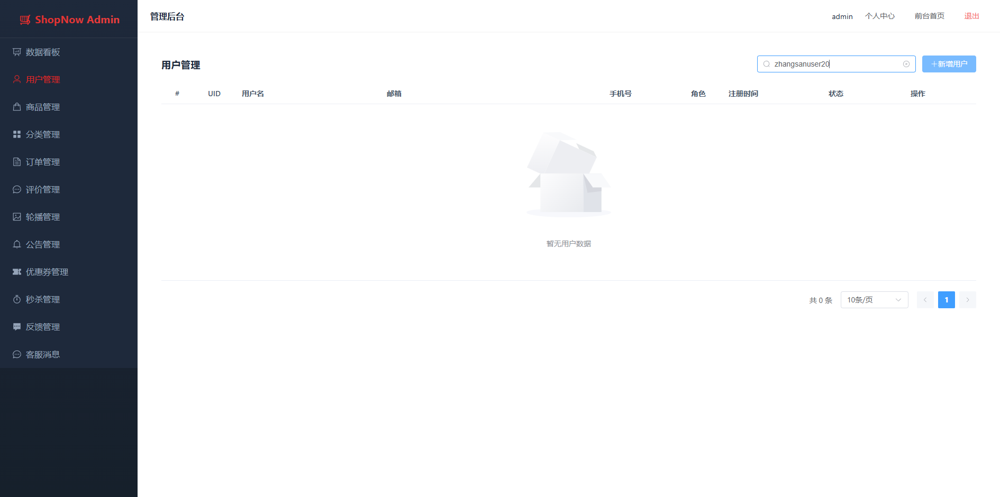 ShopNow Admin
管理后台
admin 个人中心 前台首页 退出
数据看板
用户管理
商品管理
分类管理
订单管理
评价管理
轮播管理
公告管理
优惠券管理
秒杀管理
反馈管理
客服消息
用户管理
zhangsanuser20
新增用户
# UID 用户名 邮箱 手机号 角色 注册时间 状态 操作
暂无用户数据
共 0 条 10条/页 1